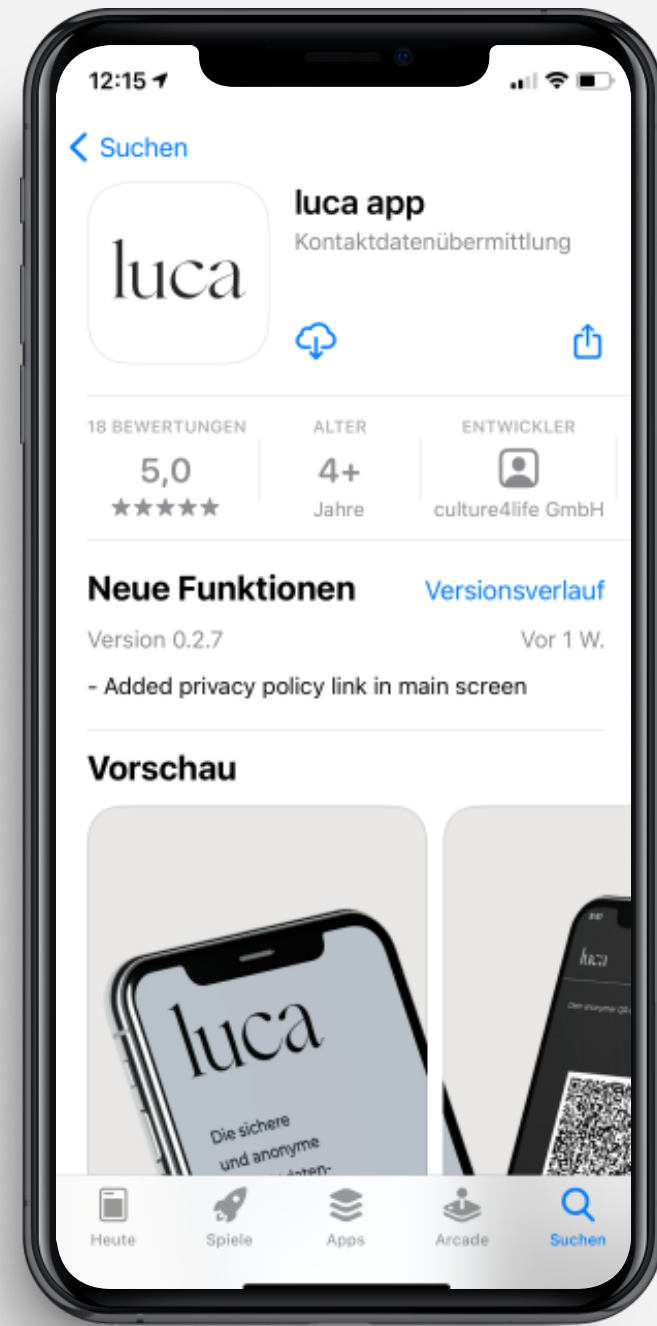 12:15
Suchen
luca
luca app
Kontaktdatenübermittlung
18 BEWERTUNGEN
ALTER
ENTWICKLER
5,0
4+
Jahre
culture4life GmbH
Neue Funktionen
Versionsverlauf
Version 0.2.7
Vor 1 W.
- Added privacy policy link in main screen
Vorschau
luca
Die sichere
und anonyme
luca
Heute
Spiele
Apps
Arcade
Suchen